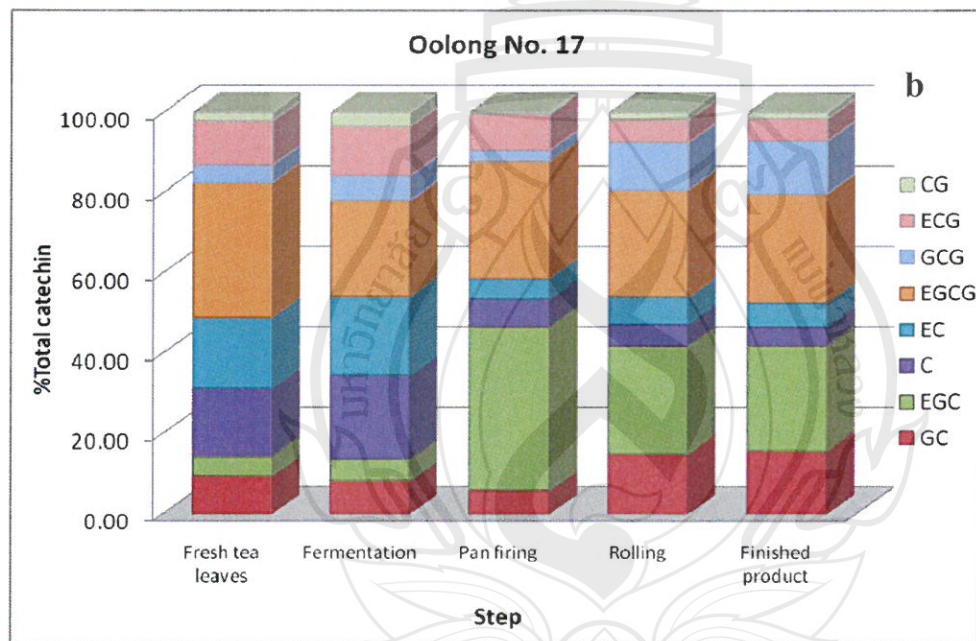 Oolong No. 17
b
%Total catechin
100.00
80.00
60.00
40.00
20.00
0.00
Fresh tea
leaves
Fermentation
Pan firing
Rolling
Finished
product
Step
CG
ECG
GCG
EGCG
EC
C
EGC
GC